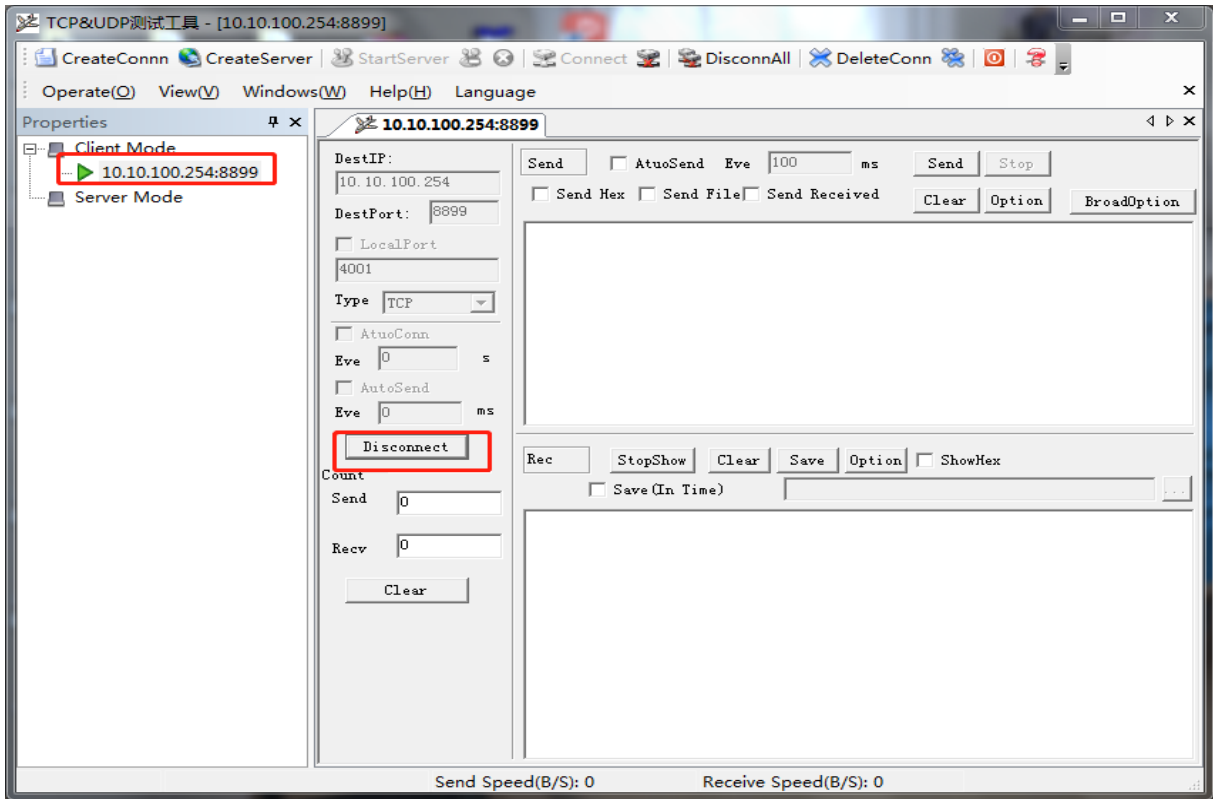 TCP&UDP测试工具 - [10.10.100.254:8899]
CreateConnn CreateServer StartServer Connect DisconnAll DeleteConn
Operate(O) View(V) Windows(W) Help(H) Language
Properties
10.10.100.254:8899
Client Mode
10.10.100.254:8899
Server Mode
DestIP:
10.10.100.254
DestPort: 8899
LocalPort
4001
Type TCP
AtuoConn
Eve 0 s
AutoSend
Eve 0 ms
Disconnect
Count
Send 0
Recv 0
Clear
Send AtuoSend Eve 100 ms Send Stop
Send Hex Send File Send Received Clear Option BroadOption
Rec StopShow Clear Save Option ShowHex
Save(In Time) ...
Send Speed(B/S): 0 Receive Speed(B/S): 0